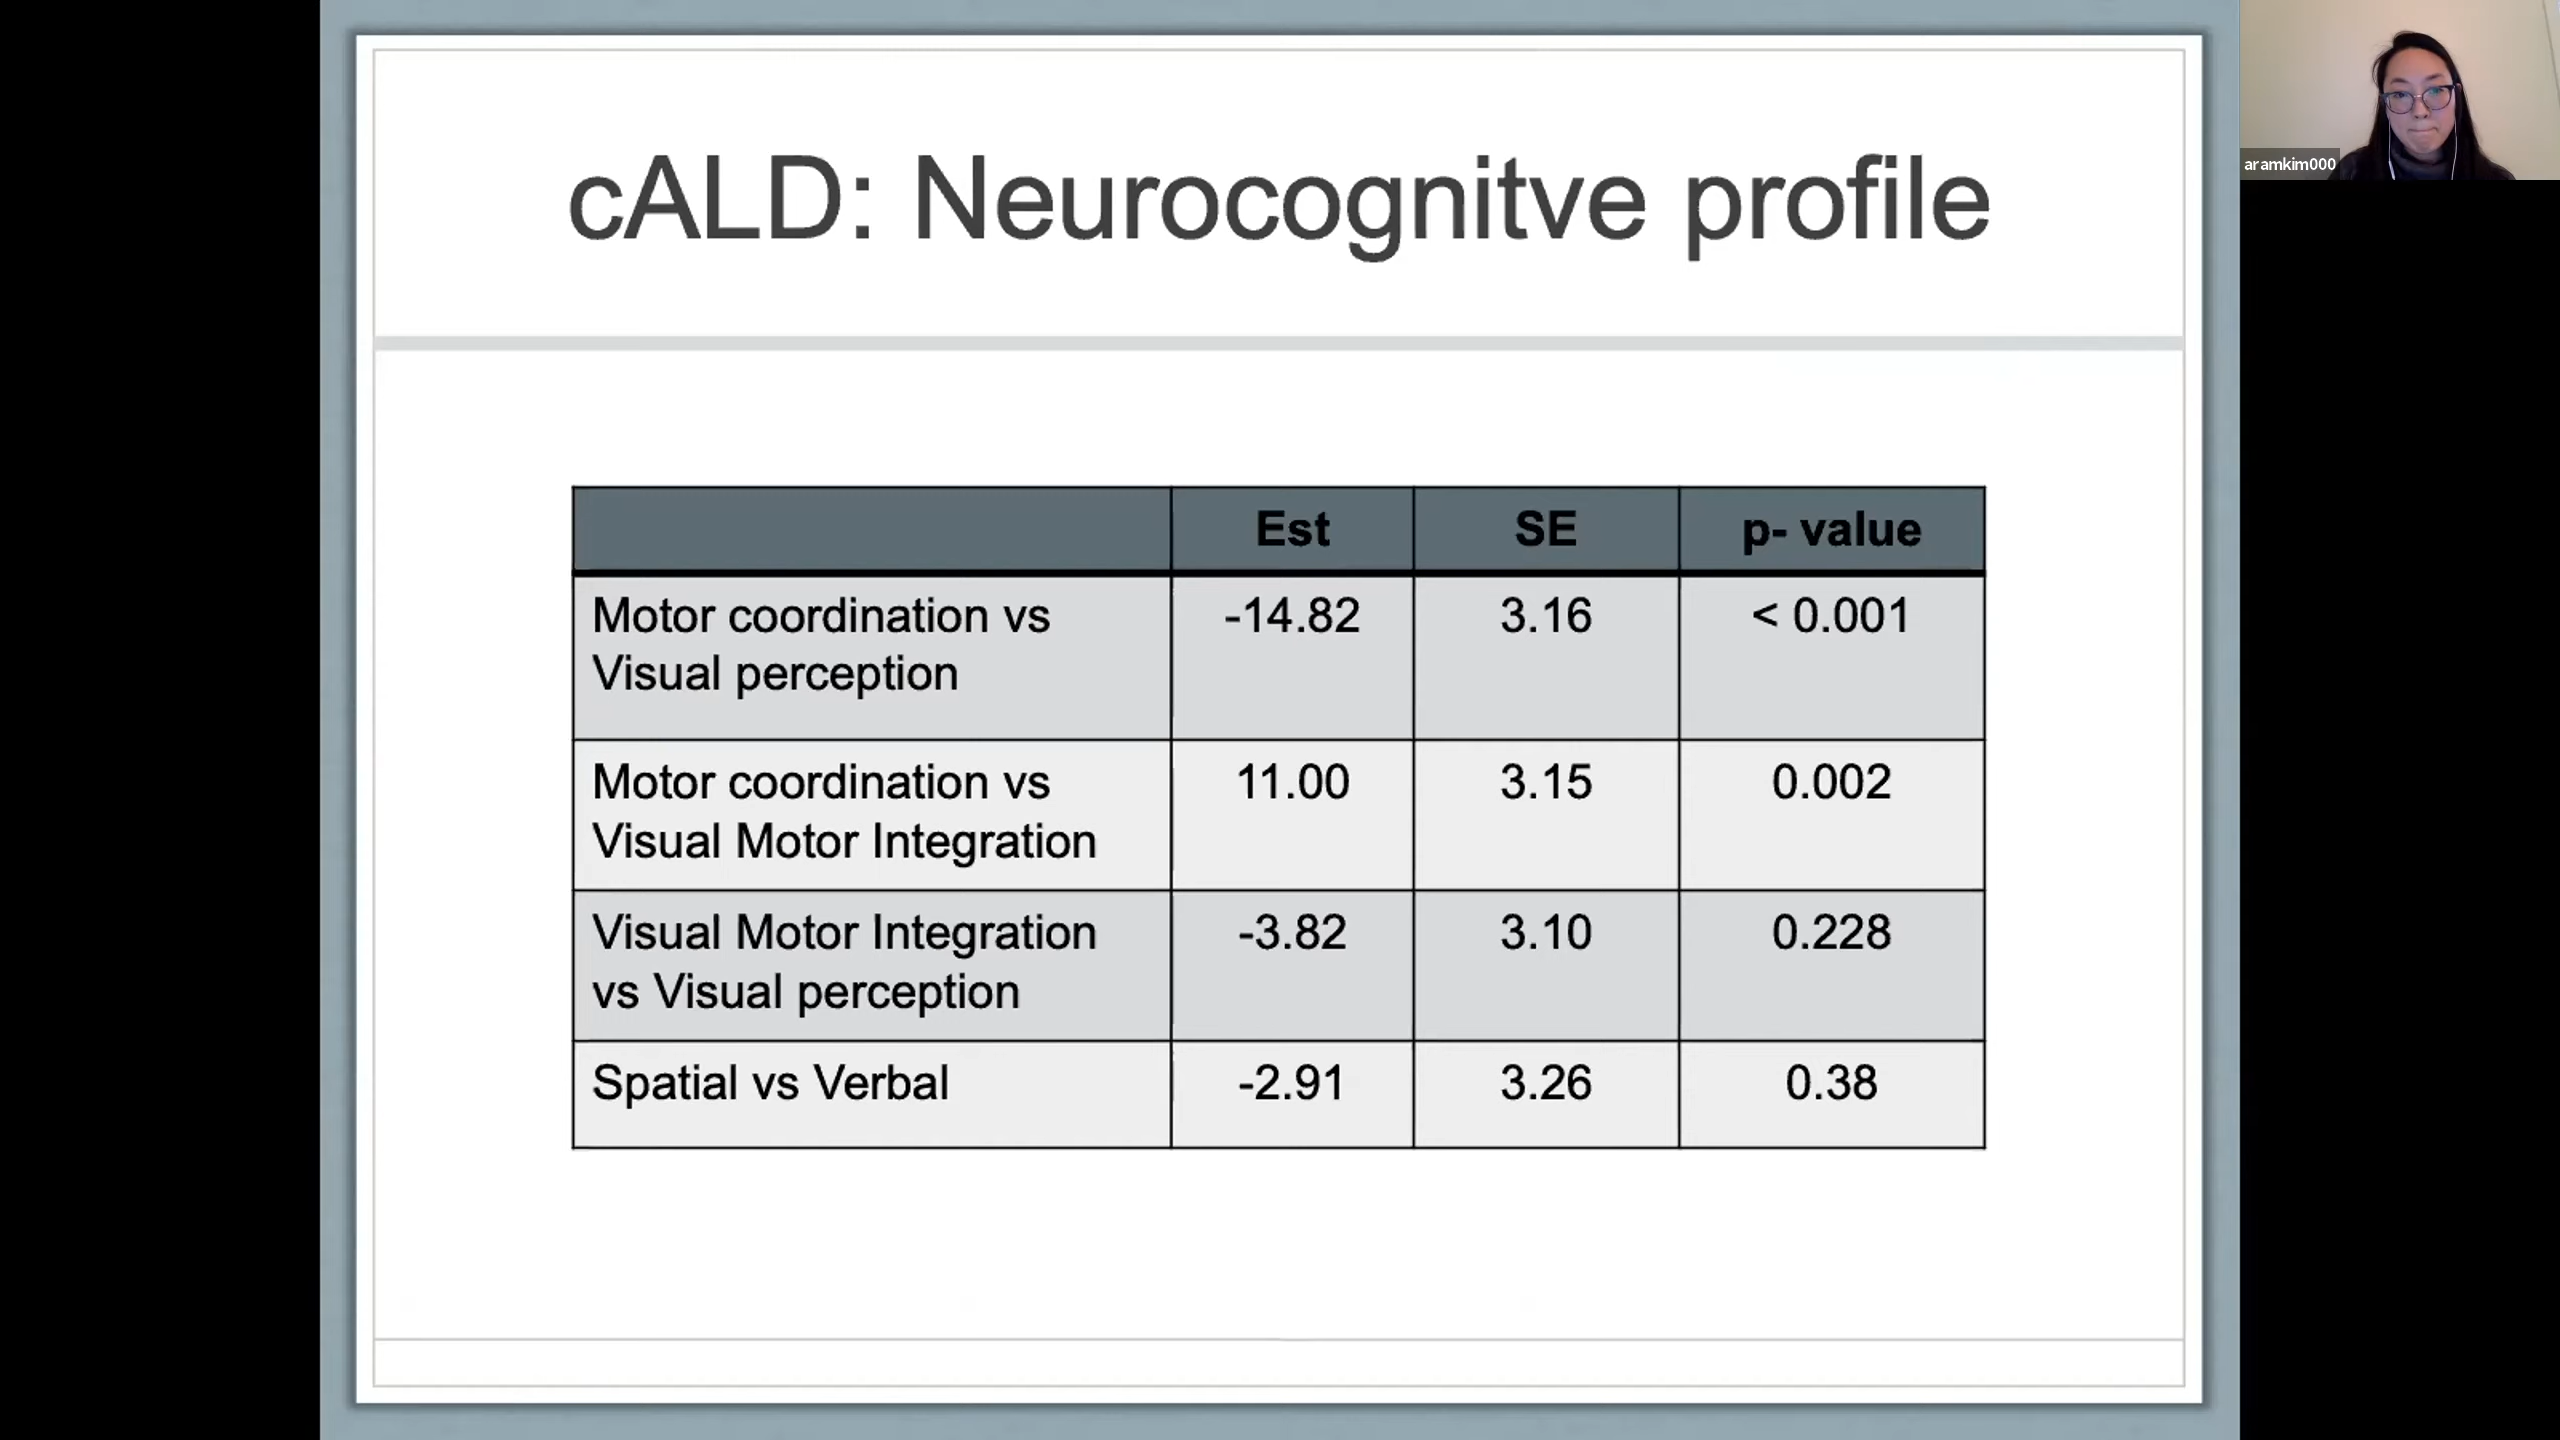 cALD: Neurocognitve profile
aramkim000
Est SE p- value
Motor coordination vs -14.82 3.16 < 0.001
Visual perception
Motor coordination vs 11.00 3.15 0.002
Visual Motor Integration
Visual Motor Integration -3.82 3.10 0.228
vs Visual perception
Spatial vs Verbal -2.91 3.26 0.38